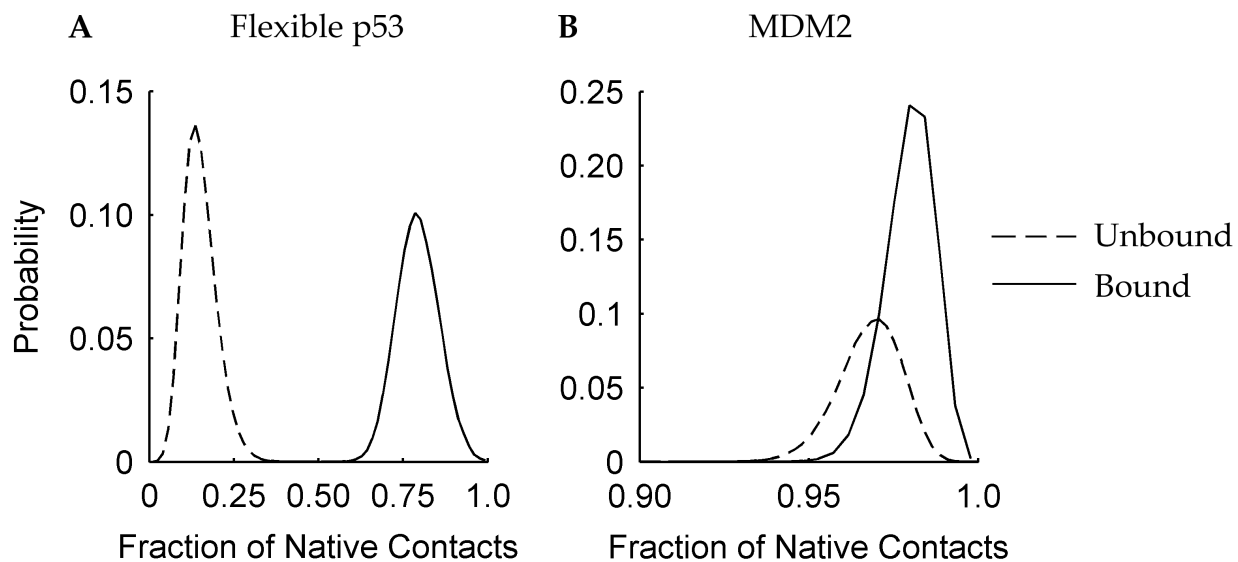 A Flexible p53
B MDM2
Probability
0.15
0.10
0.05
0
0 0.25 0.50 0.75 1.0
Fraction of Native Contacts
0.25
0.20
0.15
0.1
0.05
0
0.90 0.95 1.0
Fraction of Native Contacts
Unbound
Bound